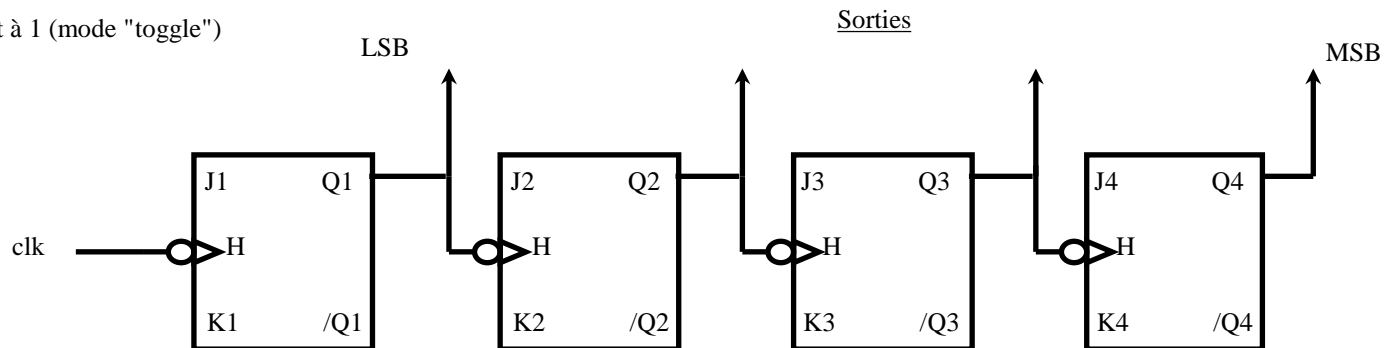 à 1 (mode "toggle")
Sorties
LSB
MSB
J1 Q1 J2 Q2 J3 Q3 J4 Q4
clk H H H H
K1 /Q1 K2 /Q2 K3 /Q3 K4 /Q4